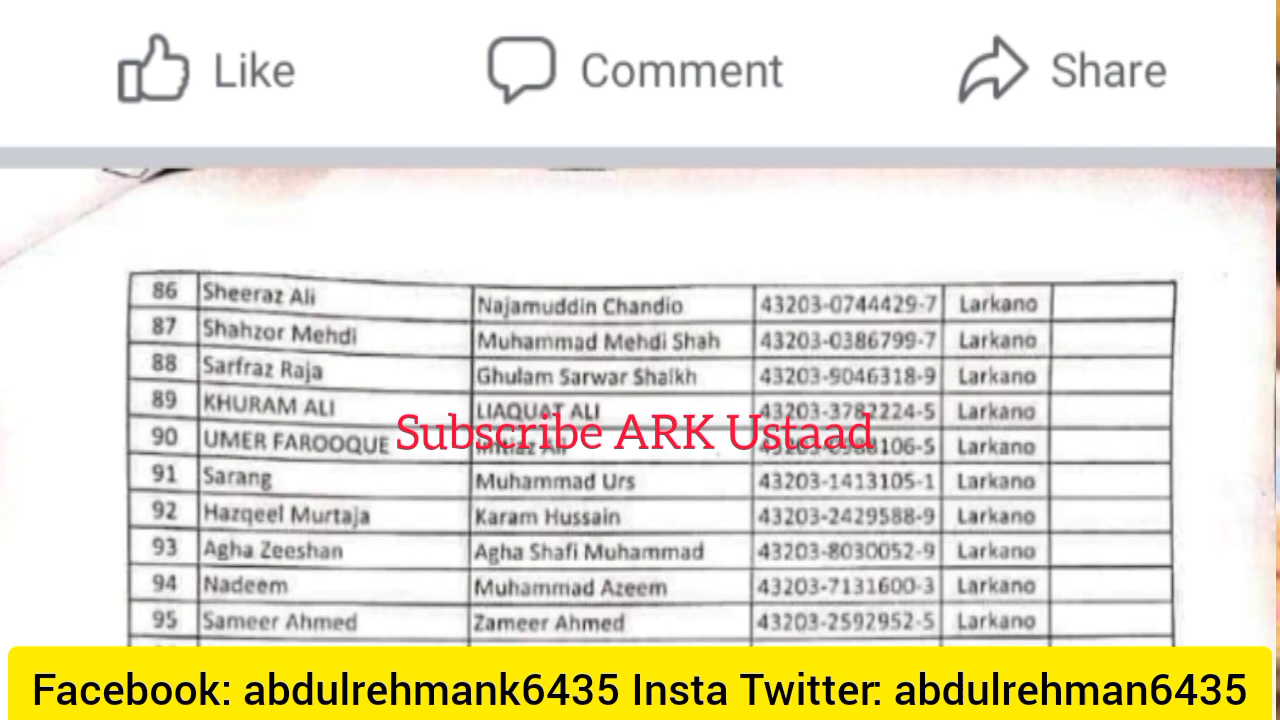 Like Comment Share
86 Sheeraz Ali Najamuddin Chandio 43203-0744429-7 Larkano
87 Shahzor Mehdi Muhammad Mehdi Shah 43203-0386799-7 Larkano
88 Sarfraz Raja Ghulam Sarwar Shaikh 43203-9046318-9 Larkano
89 KHURAM ALI LIAQUAT ALI 43203-3782224-5 Larkano
Subscribe ARK Ustaad
90 UMER FAROOQUE Larkano
91 Sarang Muhammad Urs 43203-1413105-1 Larkano
92 Hazqeel Murtaja Karam Hussain 43203-2429588-9 Larkano
93 Agha Zeeshan Agha Shafi Muhammad 43203-8030052-9 Larkano
94 Nadeem Muhammad Azeem 43203-7131600-3 Larkano
95 Sameer Ahmed Zameer Ahmed 43203-2592952-5 Larkano
Facebook: abdulrehmank6435 Insta Twitter: abdulrehman6435